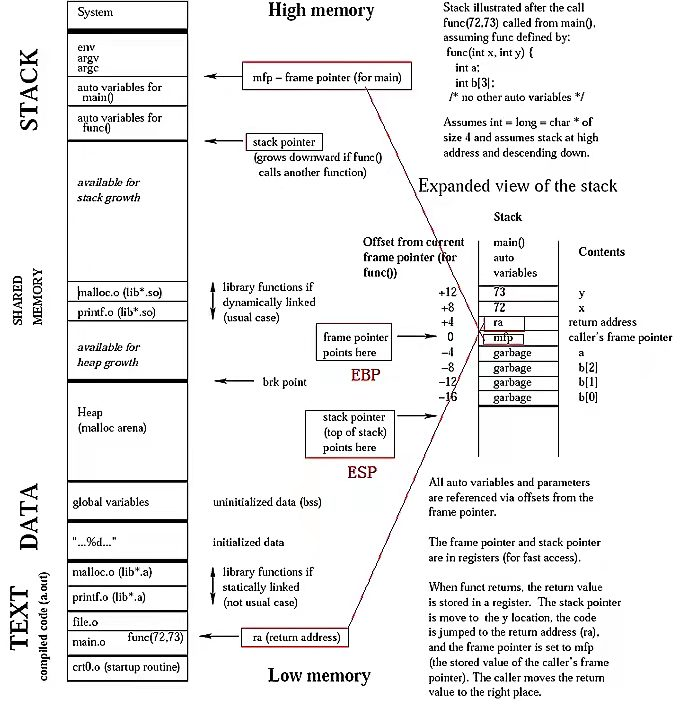 System
High memory
STACK
env
argv
argc
auto variables for
main()
auto variables for
func()
mfp – frame pointer (for main)
stack pointer
(grows downward if func()
calls another function)
available for
stack growth
Stack illustrated after the call
func(72,73) called from main(),
assuming func defined by:
func(int x, int y) {
int a;
int b[3];
/* no other auto variables */
Assumes int = long = char * of
size 4 and assumes stack at high
address and descending down.
Expanded view of the stack
Stack
Offset from current
frame pointer (for
func())
main()
auto
variables
Contents
+12 73 y
+8 72 x
+4 ra return address
0 mfp caller's frame pointer
–4 garbage a
–8 garbage b[2]
–12 garbage b[1]
–16 garbage b[0]
SHARED
MEMORY
malloc.o (lib*.so)
printf.o (lib*.so)
library functions if
dynamically linked
(usual case)
available for
heap growth
frame pointer
points here
EBP
brk point
Heap
(malloc arena)
stack pointer
(top of stack)
points here
ESP
DATA
global variables
uninitialized data (bss)
"...%d..."
initialized data
TEXT
compiled code (a.out)
malloc.o (lib*.a)
printf.o (lib*.a)
library functions if
statically linked
(not usual case)
file.o
main.o func(72,73)
ra (return address)
crt0.o (startup routine)
Low memory
All auto variables and parameters
are referenced via offsets from the
frame pointer.
The frame pointer and stack pointer
are in registers (for fast access).
When funct returns, the return value
is stored in a register. The stack pointer
is move to the y location, the code
is jumped to the return address (ra),
and the frame pointer is set to mfp
(the stored value of the caller's frame
pointer). The caller moves the return
value to the right place.